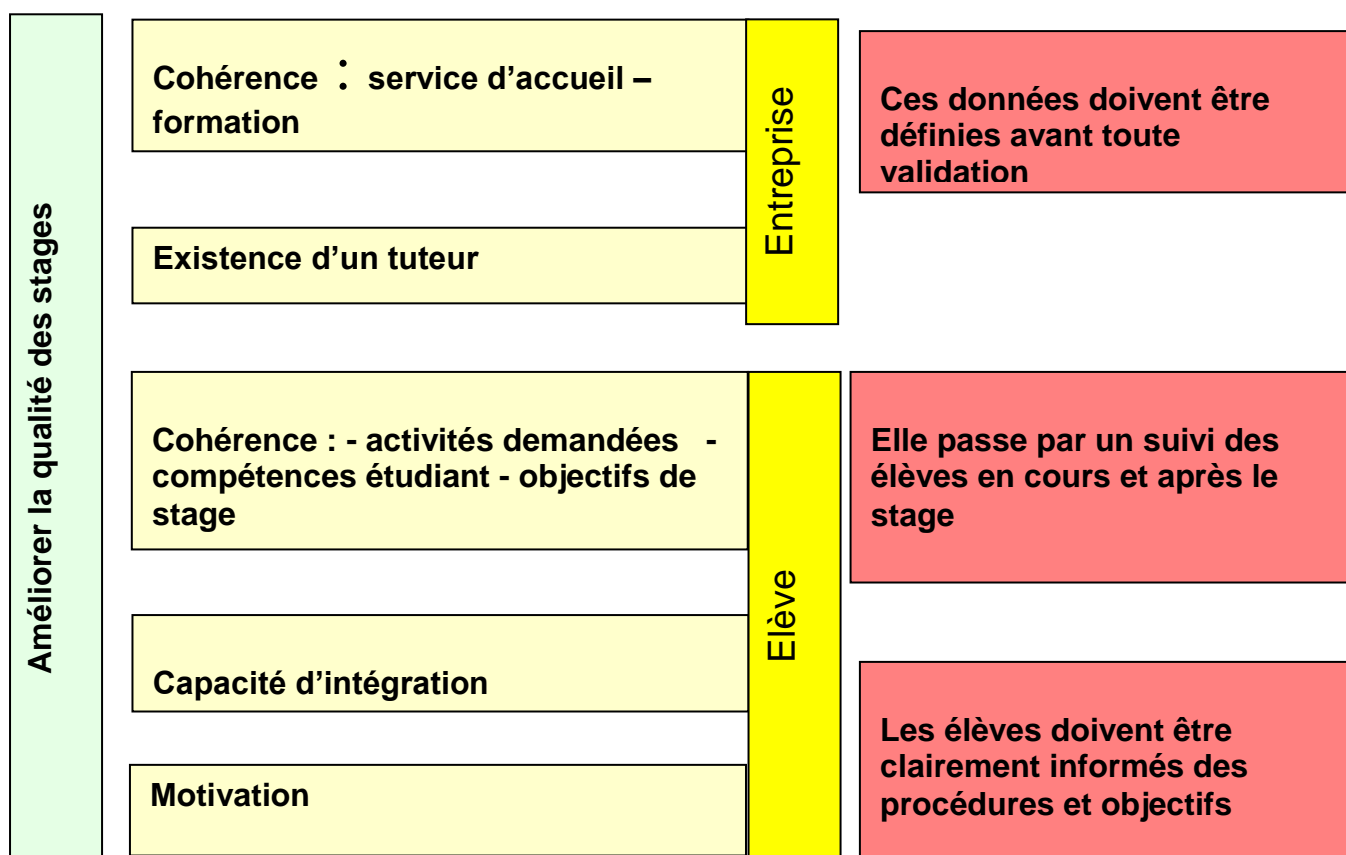 Améliorer la qualité des stages
Cohérence : service d'accueil –
formation
Existence d'un tuteur
Entreprise
Ces données doivent être
définies avant toute
validation
Cohérence : - activités demandées -
compétences étudiant - objectifs de
stage
Capacité d'intégration
Motivation
Elève
Elle passe par un suivi des
élèves en cours et après le
stage
Les élèves doivent être
clairement informés des
procédures et objectifs